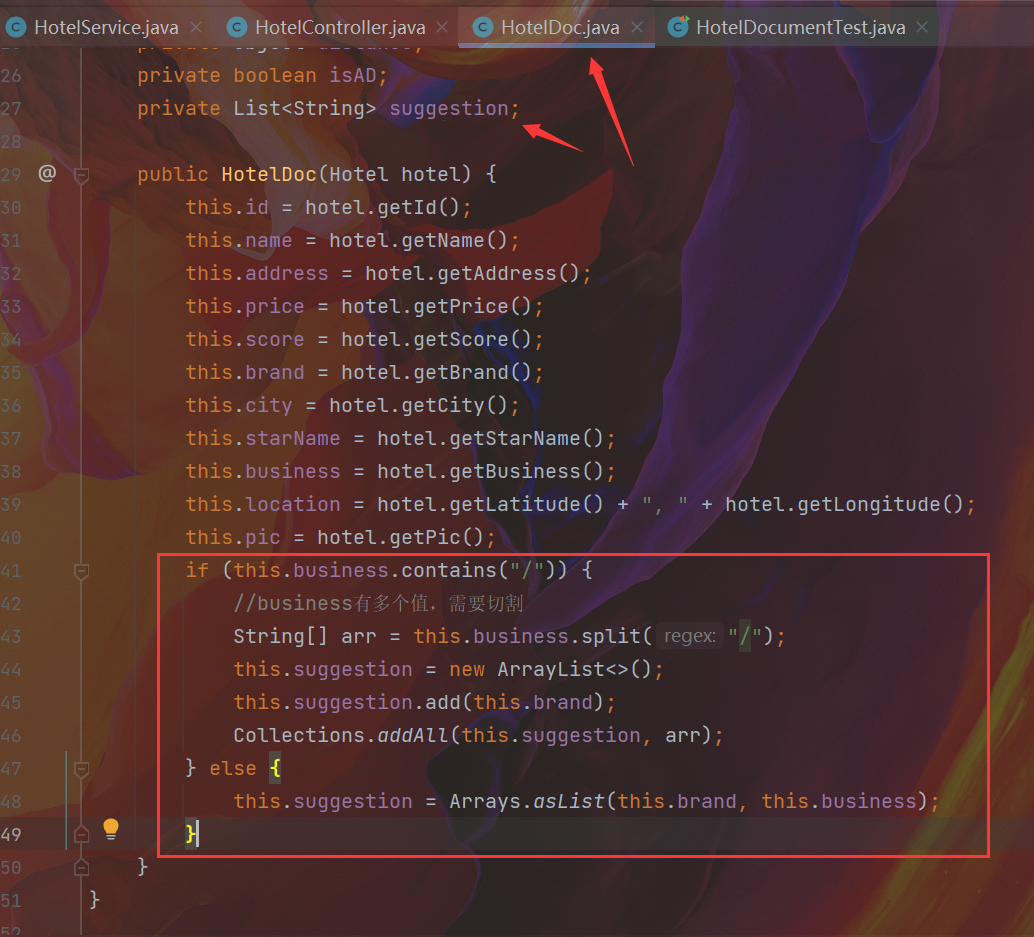 HotelService.java HotelController.java HotelDoc.java HotelDocumentTest.java
26 private boolean isAD;
27 private List<String> suggestion;
28
29 @ public HotelDoc(Hotel hotel) {
30 this.id = hotel.getId();
31 this.name = hotel.getName();
32 this.address = hotel.getAddress();
33 this.price = hotel.getPrice();
34 this.score = hotel.getScore();
35 this.brand = hotel.getBrand();
36 this.city = hotel.getCity();
37 this.starName = hotel.getStarName();
38 this.business = hotel.getBusiness();
39 this.location = hotel.getLatitude() + ", " + hotel.getLongitude();
40 this.pic = hotel.getPic();
41 if (this.business.contains("/")) {
42 //business有多个值，需要切割
43 String[] arr = this.business.split( regex: "/");
44 this.suggestion = new ArrayList<>();
45 this.suggestion.add(this.brand);
46 Collections.addAll(this.suggestion, arr);
47 } else {
48 this.suggestion = Arrays.asList(this.brand, this.business);
49 }
50 }
51 }
52